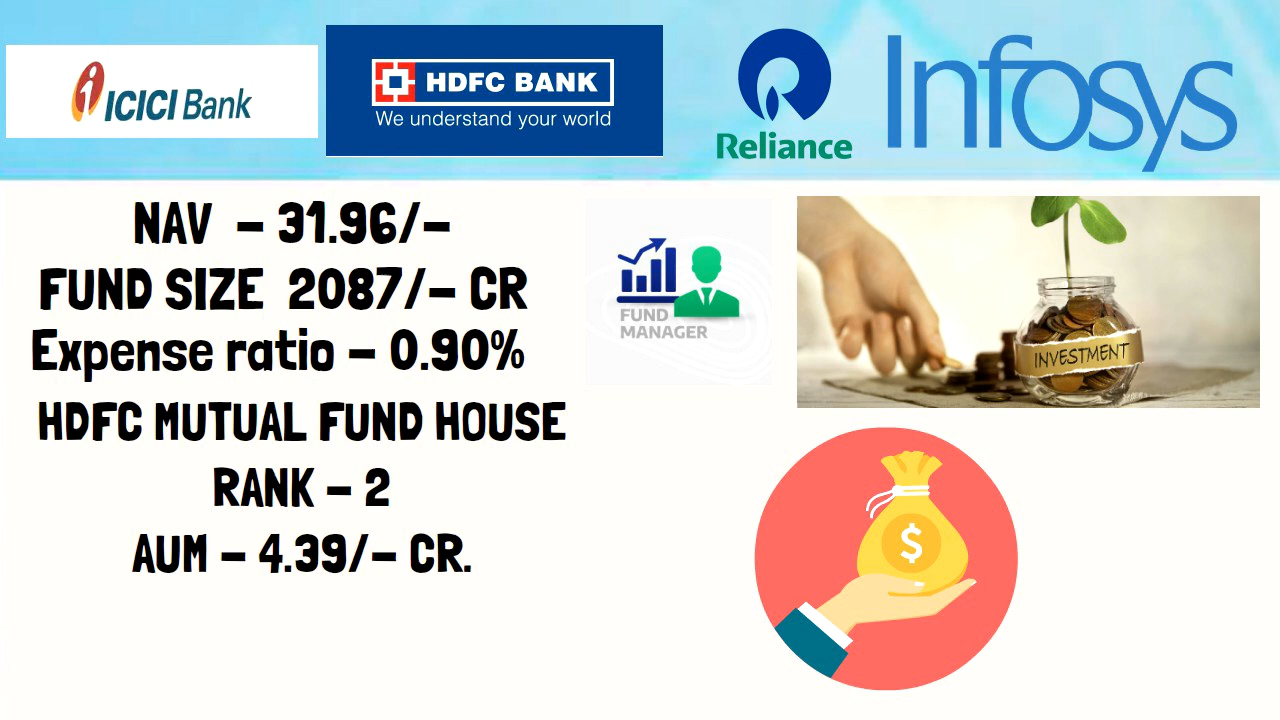 ICICI Bank
HDFC BANK
We understand your world
Reliance
Infosys
NAV - 31.96/-
FUND SIZE 2087/- CR
Expense ratio - 0.90%
HDFC MUTUAL FUND HOUSE
RANK - 2
AUM - 4.39/- CR.
FUND
MANAGER
INVESTMENT
$